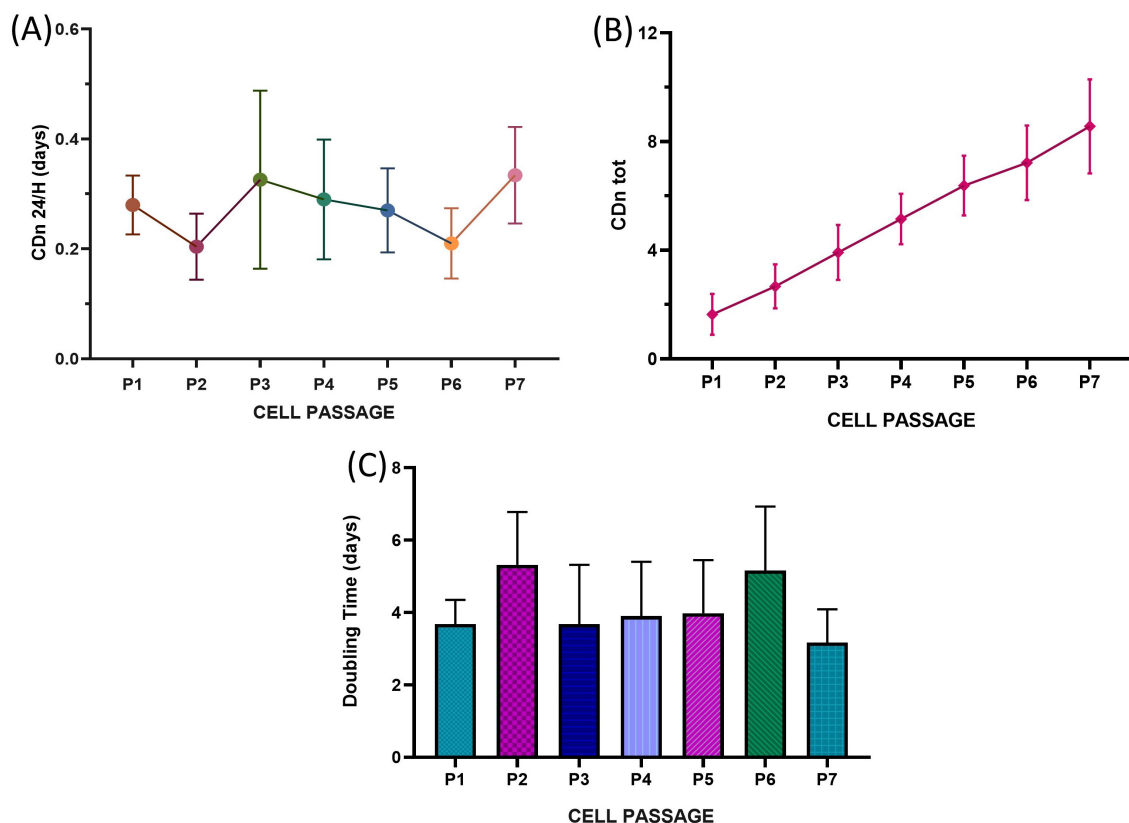 (A)
0.6
0.4
0.2
0.0
CDn 24/H (days)
P1 P2 P3 P4 P5 P6 P7
CELL PASSAGE
(B)
12
8
4
0
CDn tot
P1 P2 P3 P4 P5 P6 P7
CELL PASSAGE
(C)
8
6
4
2
0
Doubling Time (days)
P1 P2 P3 P4 P5 P6 P7
CELL PASSAGE